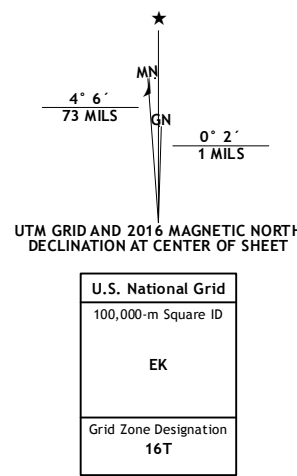 MN
4° 6´
73 MILS
GN
0° 2´
1 MILS
UTM GRID AND 2016 MAGNETIC NORTH
DECLINATION AT CENTER OF SHEET
U.S. National Grid
100,000-m Square ID
EK
Grid Zone Designation
16T